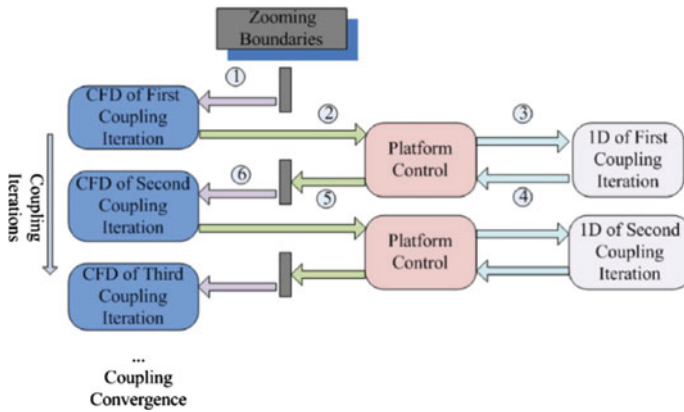 Zooming
Boundaries
①
CFD of First
Coupling
Iteration
②
③
Platform
Control
1D of First
Coupling
Iteration
④
⑤
⑥
Coupling
Iterations
CFD of Second
Coupling
Iteration
Platform
Control
1D of Second
Coupling
Iteration
CFD of Third
Coupling
Iteration
...
Coupling
Convergence